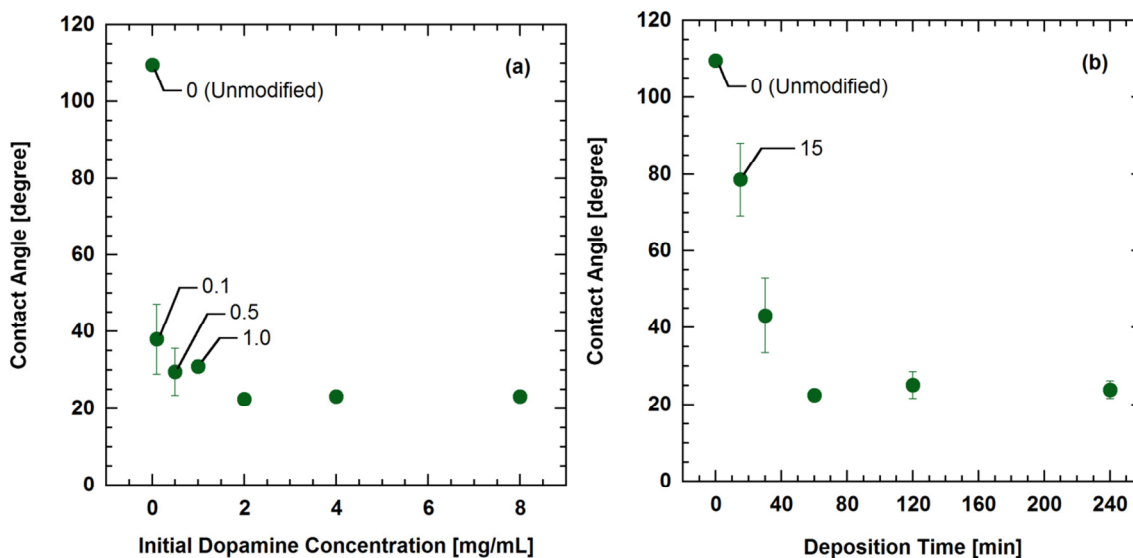 (a)
120
100
80
60
40
20
0
Contact Angle [degree]
0 (Unmodified)
0.1
0.5
1.0
0 2 4 6 8
Initial Dopamine Concentration [mg/mL]
(b)
120
100
80
60
40
20
0
Contact Angle [degree]
0 (Unmodified)
15
0 40 80 120 160 200 240
Deposition Time [min]